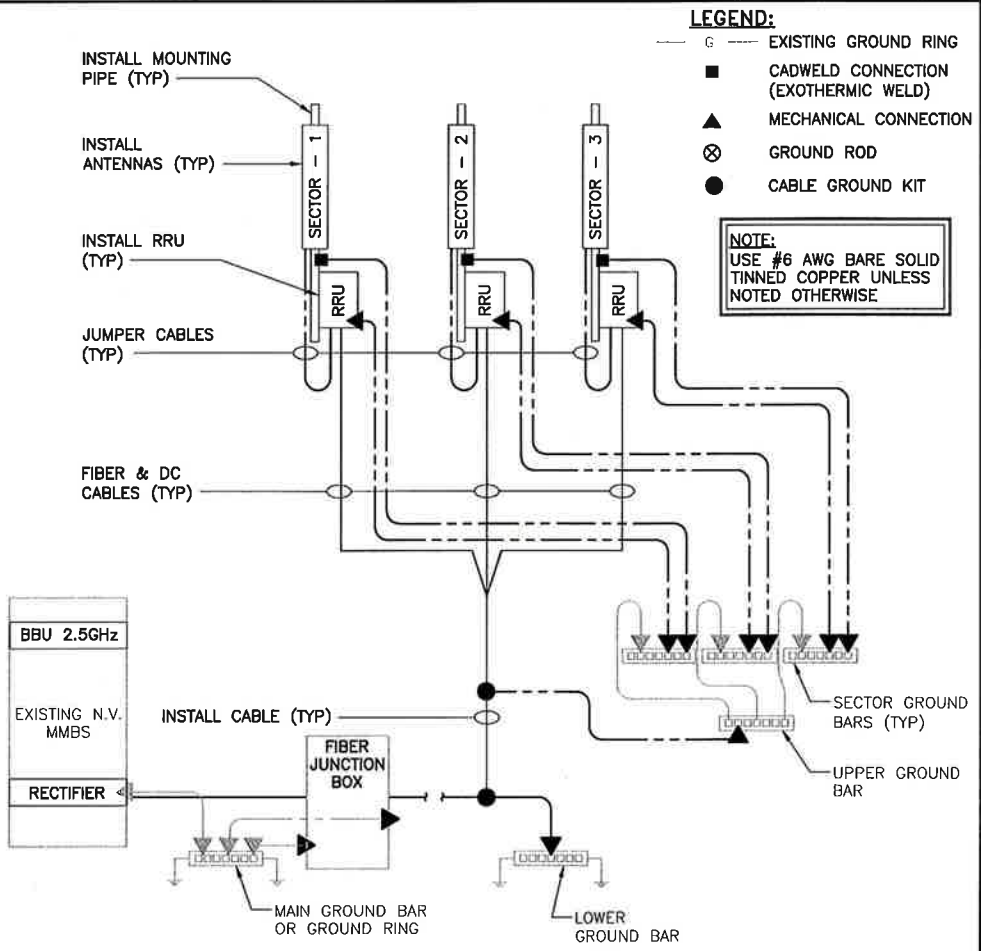 LEGEND:
G EXISTING GROUND RING
CADWELD CONNECTION
(EXOTHERMIC WELD)
MECHANICAL CONNECTION
GROUND ROD
CABLE GROUND KIT
NOTE:
USE #6 AWG BARE SOLID
TINNED COPPER UNLESS
NOTED OTHERWISE
INSTALL MOUNTING
PIPE (TYP)
INSTALL
ANTENNAS (TYP)
INSTALL RRU
(TYP)
JUMPER CABLES
(TYP)
FIBER & DC
CABLES (TYP)
SECTOR - 1
SECTOR - 2
SECTOR - 3
RRU
RRU
RRU
BBU 2.5GHz
EXISTING N.V.
MMBS
RECTIFIER
INSTALL CABLE (TYP)
FIBER
JUNCTION
BOX
SECTOR GROUND
BARS (TYP)
UPPER GROUND
BAR
MAIN GROUND BAR
OR GROUND RING
LOWER
GROUND BAR